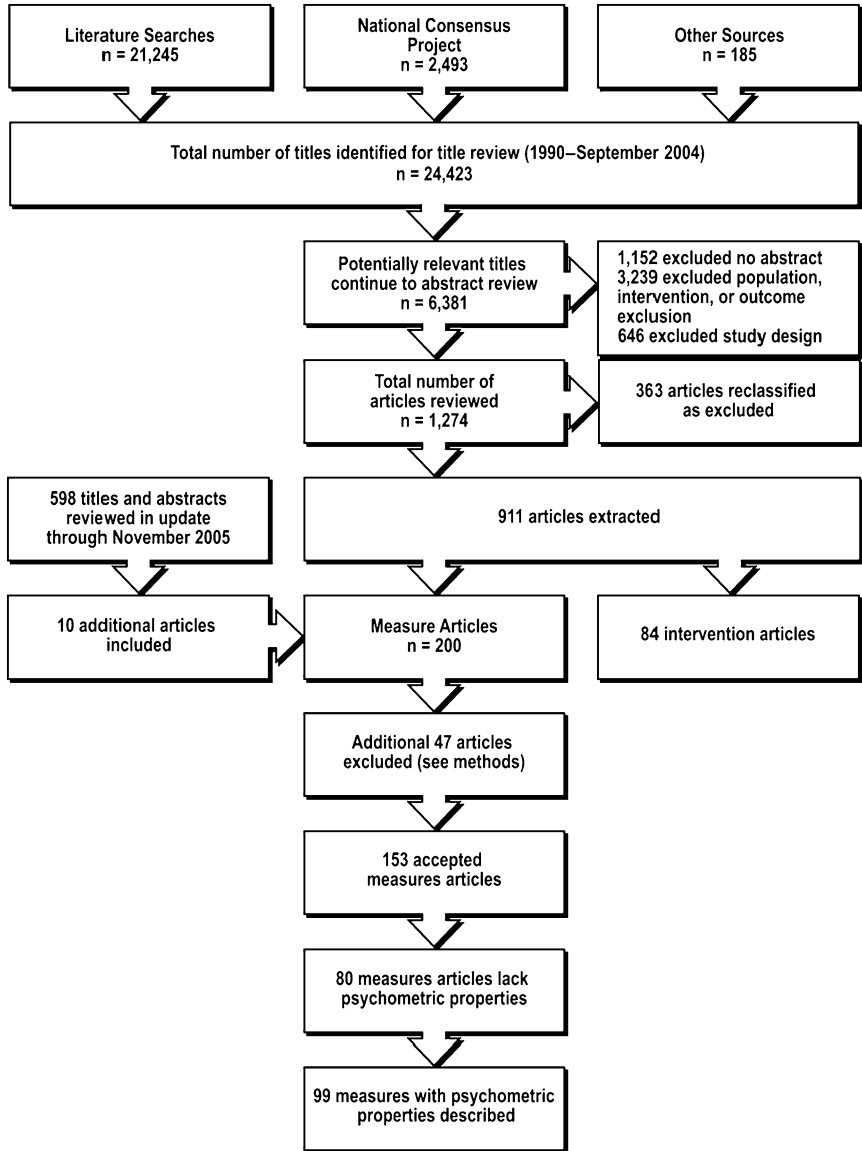 Literature Searches
n = 21,245
National Consensus
Project
n = 2,493
Other Sources
n = 185
Total number of titles identified for title review (1990–September 2004)
n = 24,423
Potentially relevant titles
continue to abstract review
n = 6,381
1,152 excluded no abstract
3,239 excluded population,
intervention, or outcome
exclusion
646 excluded study design
Total number of
articles reviewed
n = 1,274
363 articles reclassified
as excluded
598 titles and abstracts
reviewed in update
through November 2005
911 articles extracted
10 additional articles
included
Measure Articles
n = 200
84 intervention articles
Additional 47 articles
excluded (see methods)
153 accepted
measures articles
80 measures articles lack
psychometric properties
99 measures with psychometric
properties described